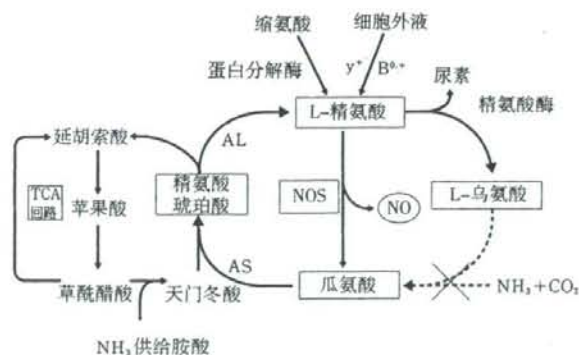 缩氨酸
细胞外液
蛋白分解酶
y⁺ B⁰·⁺
尿素
L-精氨酸
精氨酸酶
延胡索酸
AL
TCA
回路
苹果酸
精氨酸
琥珀酸
NOS
NO
L-乌氨酸
AS
草酰醋酸
天门冬酸
瓜氨酸
NH₃+CO₂
NH₃供给胺酸